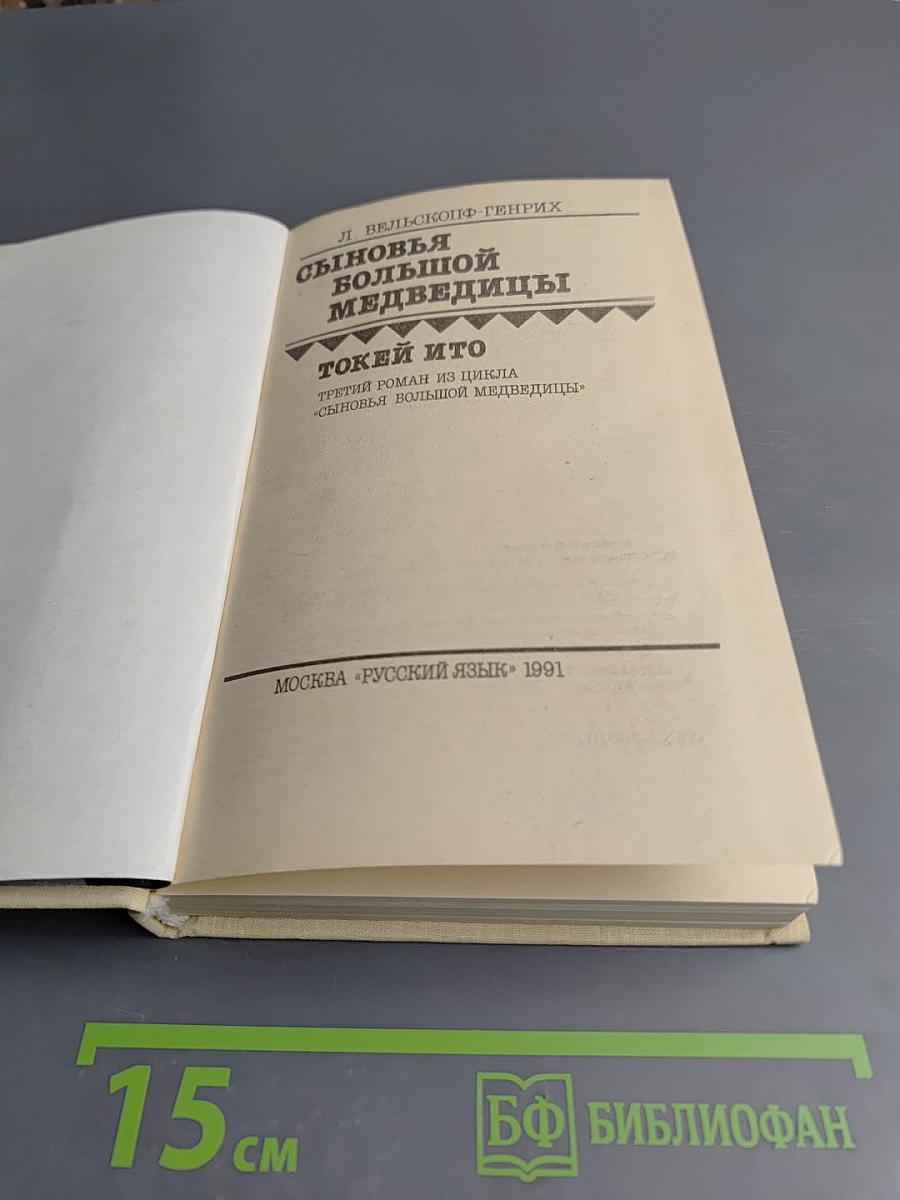 Л. ВЕЛЬСКОПФ-ГЕНРИХ
СЫНОВЬЯ
БОЛЬШОЙ
МЕДВЕДИЦЫ
ТОКЕЙ ИТО
ТРЕТИЙ РОМАН ИЗ ЦИКЛА
«СЫНОВЬЯ БОЛЬШОЙ МЕДВЕДИЦЫ»
МОСКВА «РУССКИЙ ЯЗЫК» 1991
15 см
БФ БИБЛИОФАН